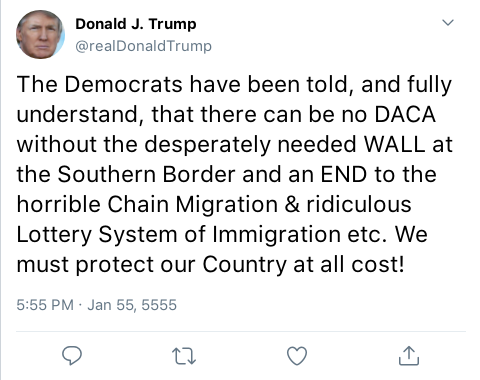 Donald J. Trump
@realDonaldTrump
The Democrats have been told, and fully
understand, that there can be no DACA
without the desperately needed WALL at
the Southern Border and an END to the
horrible Chain Migration & ridiculous
Lottery System of Immigration etc. We
must protect our Country at all cost!
5:55 PM · Jan 55, 5555